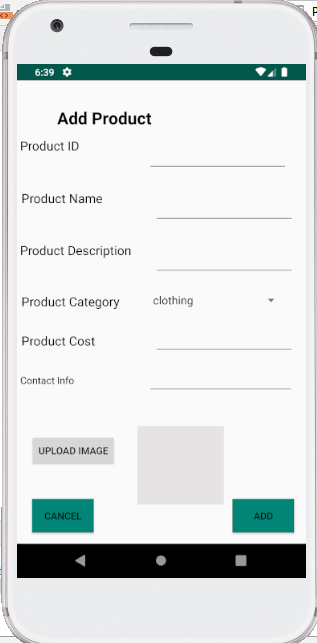 6:39
Add Product
Product ID
Product Name
Product Description
Product Category clothing
Product Cost
Contact Info
UPLOAD IMAGE
CANCEL ADD